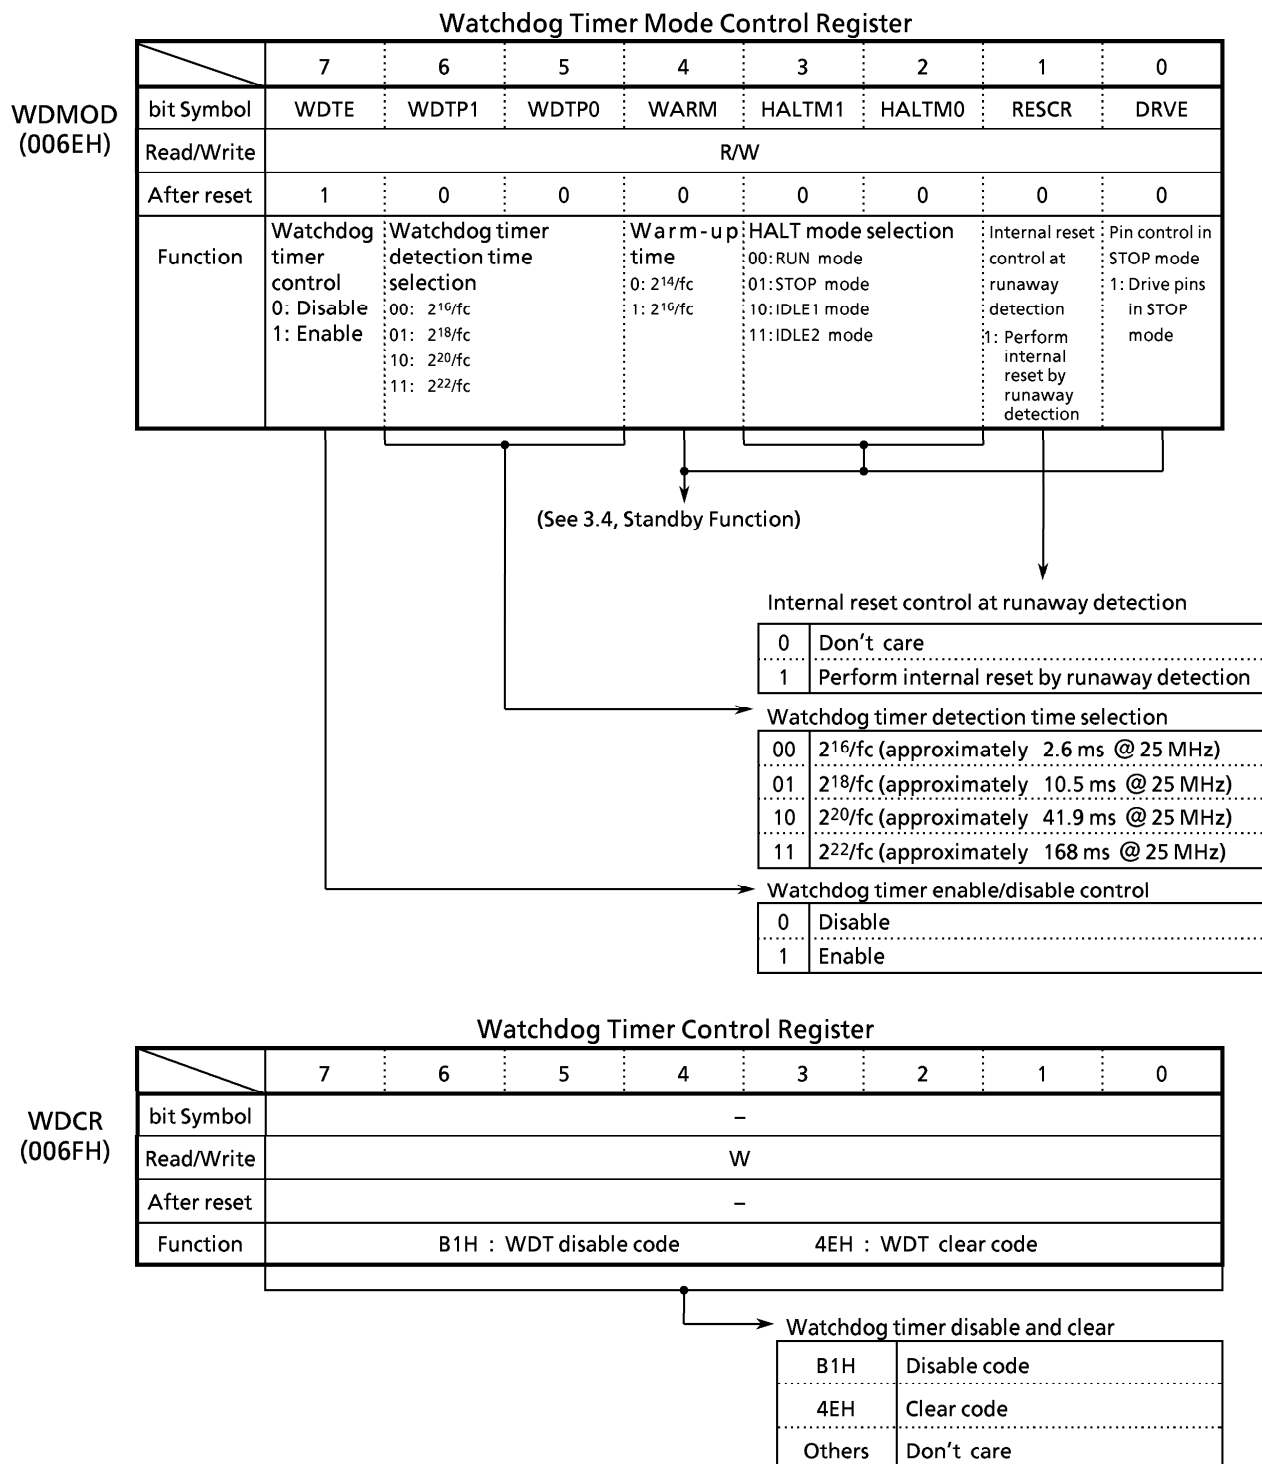 Watchdog Timer Mode Control Register
7 6 5 4 3 2 1 0
WDMOD
(006EH)
bit Symbol WDTE WDTP1 WDTP0 WARM HALTM1 HALTM0 RESCR DRVE
Read/Write R/W
After reset 1 0 0 0 0 0 0 0
Function
Watchdog
timer
control
0: Disable
1: Enable
Watchdog timer
detection time
selection
00: 2¹⁶/fc
01: 2¹⁸/fc
10: 2²⁰/fc
11: 2²²/fc
Warm-up
time
0: 2¹⁴/fc
1: 2¹⁶/fc
HALT mode selection
00: RUN mode
01: STOP mode
10: IDLE1 mode
11: IDLE2 mode
Internal reset
control at
runaway
detection
1: Perform
internal
reset by
runaway
detection
Pin control in
STOP mode
1: Drive pins
in STOP
mode
(See 3.4, Standby Function)
Internal reset control at runaway detection
0 Don't care
1 Perform internal reset by runaway detection
Watchdog timer detection time selection
00 2¹⁶/fc (approximately 2.6 ms @ 25 MHz)
01 2¹⁸/fc (approximately 10.5 ms @ 25 MHz)
10 2²⁰/fc (approximately 41.9 ms @ 25 MHz)
11 2²²/fc (approximately 168 ms @ 25 MHz)
Watchdog timer enable/disable control
0 Disable
1 Enable
Watchdog Timer Control Register
7 6 5 4 3 2 1 0
WDCR
(006FH)
bit Symbol –
Read/Write W
After reset –
Function B1H : WDT disable code 4EH : WDT clear code
Watchdog timer disable and clear
B1H Disable code
4EH Clear code
Others Don't care